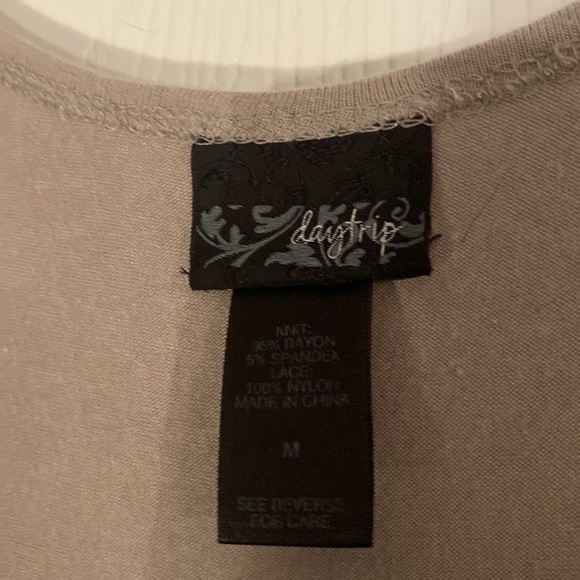 daytrip
KNIT:
95% RAYON
5% SPANDEX
LACE:
100% NYLON
MADE IN CHINA
M
SEE REVERSE
FOR CARE